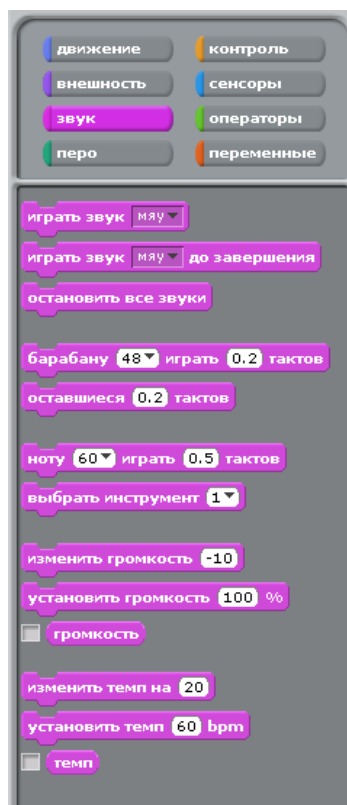 движение контроль
внешность сенсоры
звук операторы
перо переменные
играть звук мяу
играть звук мяу до завершения
остановить все звуки
барабану 48 играть 0.2 тактов
оставшиеся 0.2 тактов
ноту 60 играть 0.5 тактов
выбрать инструмент 1
изменить громкость -10
установить громкость 100 %
громкость
изменить темп на 20
установить темп 60 bpm
темп